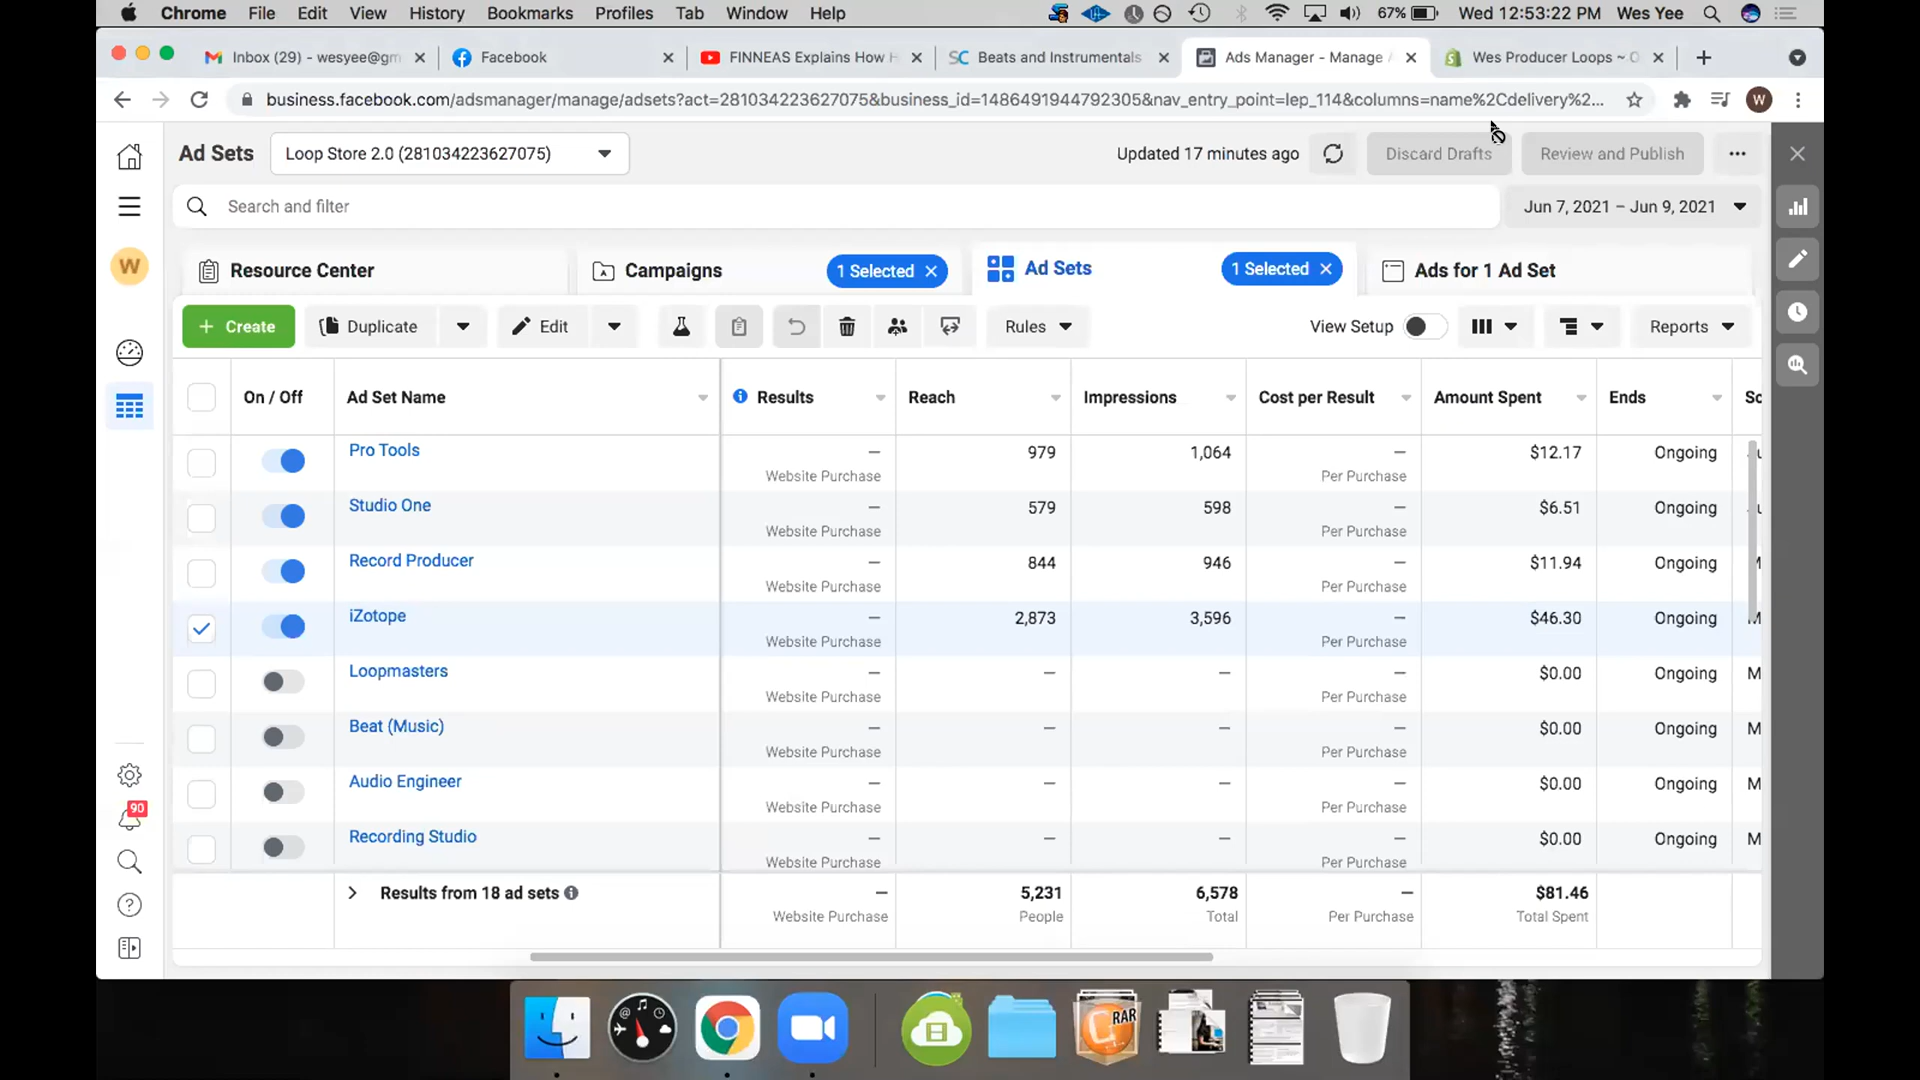 Chrome File Edit View History Bookmarks Profiles Tab Window Help 67% Wed 12:53:22 PM Wes Yee
Inbox (29) - wesyee@gm Facebook FINNEAS Explains How H Beats and Instrumentals Ads Manager - Manage A Wes Producer Loops ~ O
business.facebook.com/adsmanager/manage/adsets?act=281034223627075&business_id=1486491944792305&nav_entry_point=lep_114&columns=name%2Cdelivery%2... W
Ad Sets Loop Store 2.0 (281034223627075) Updated 17 minutes ago Discard Drafts Review and Publish
Search and filter Jun 7, 2021 – Jun 9, 2021
W
Resource Center Campaigns 1 Selected Ad Sets 1 Selected Ads for 1 Ad Set
+ Create Duplicate Edit Rules View Setup Reports
On / Off Ad Set Name Results Reach Impressions Cost per Result Amount Spent Ends Sc
Pro Tools — 979 1,064 — $12.17 Ongoing
Website Purchase Per Purchase
Studio One — 579 598 — $6.51 Ongoing
Website Purchase Per Purchase
Record Producer — 844 946 — $11.94 Ongoing
Website Purchase Per Purchase
iZotope — 2,873 3,596 — $46.30 Ongoing
Website Purchase Per Purchase
Loopmasters — — — — $0.00 Ongoing M
Website Purchase Per Purchase
Beat (Music) — — — — $0.00 Ongoing M
Website Purchase Per Purchase
Audio Engineer — — — — $0.00 Ongoing M
Website Purchase Per Purchase
90
Recording Studio — — — — $0.00 Ongoing M
Website Purchase Per Purchase
Results from 18 ad sets — 5,231 6,578 — $81.46
Website Purchase People Total Per Purchase Total Spent
RAR